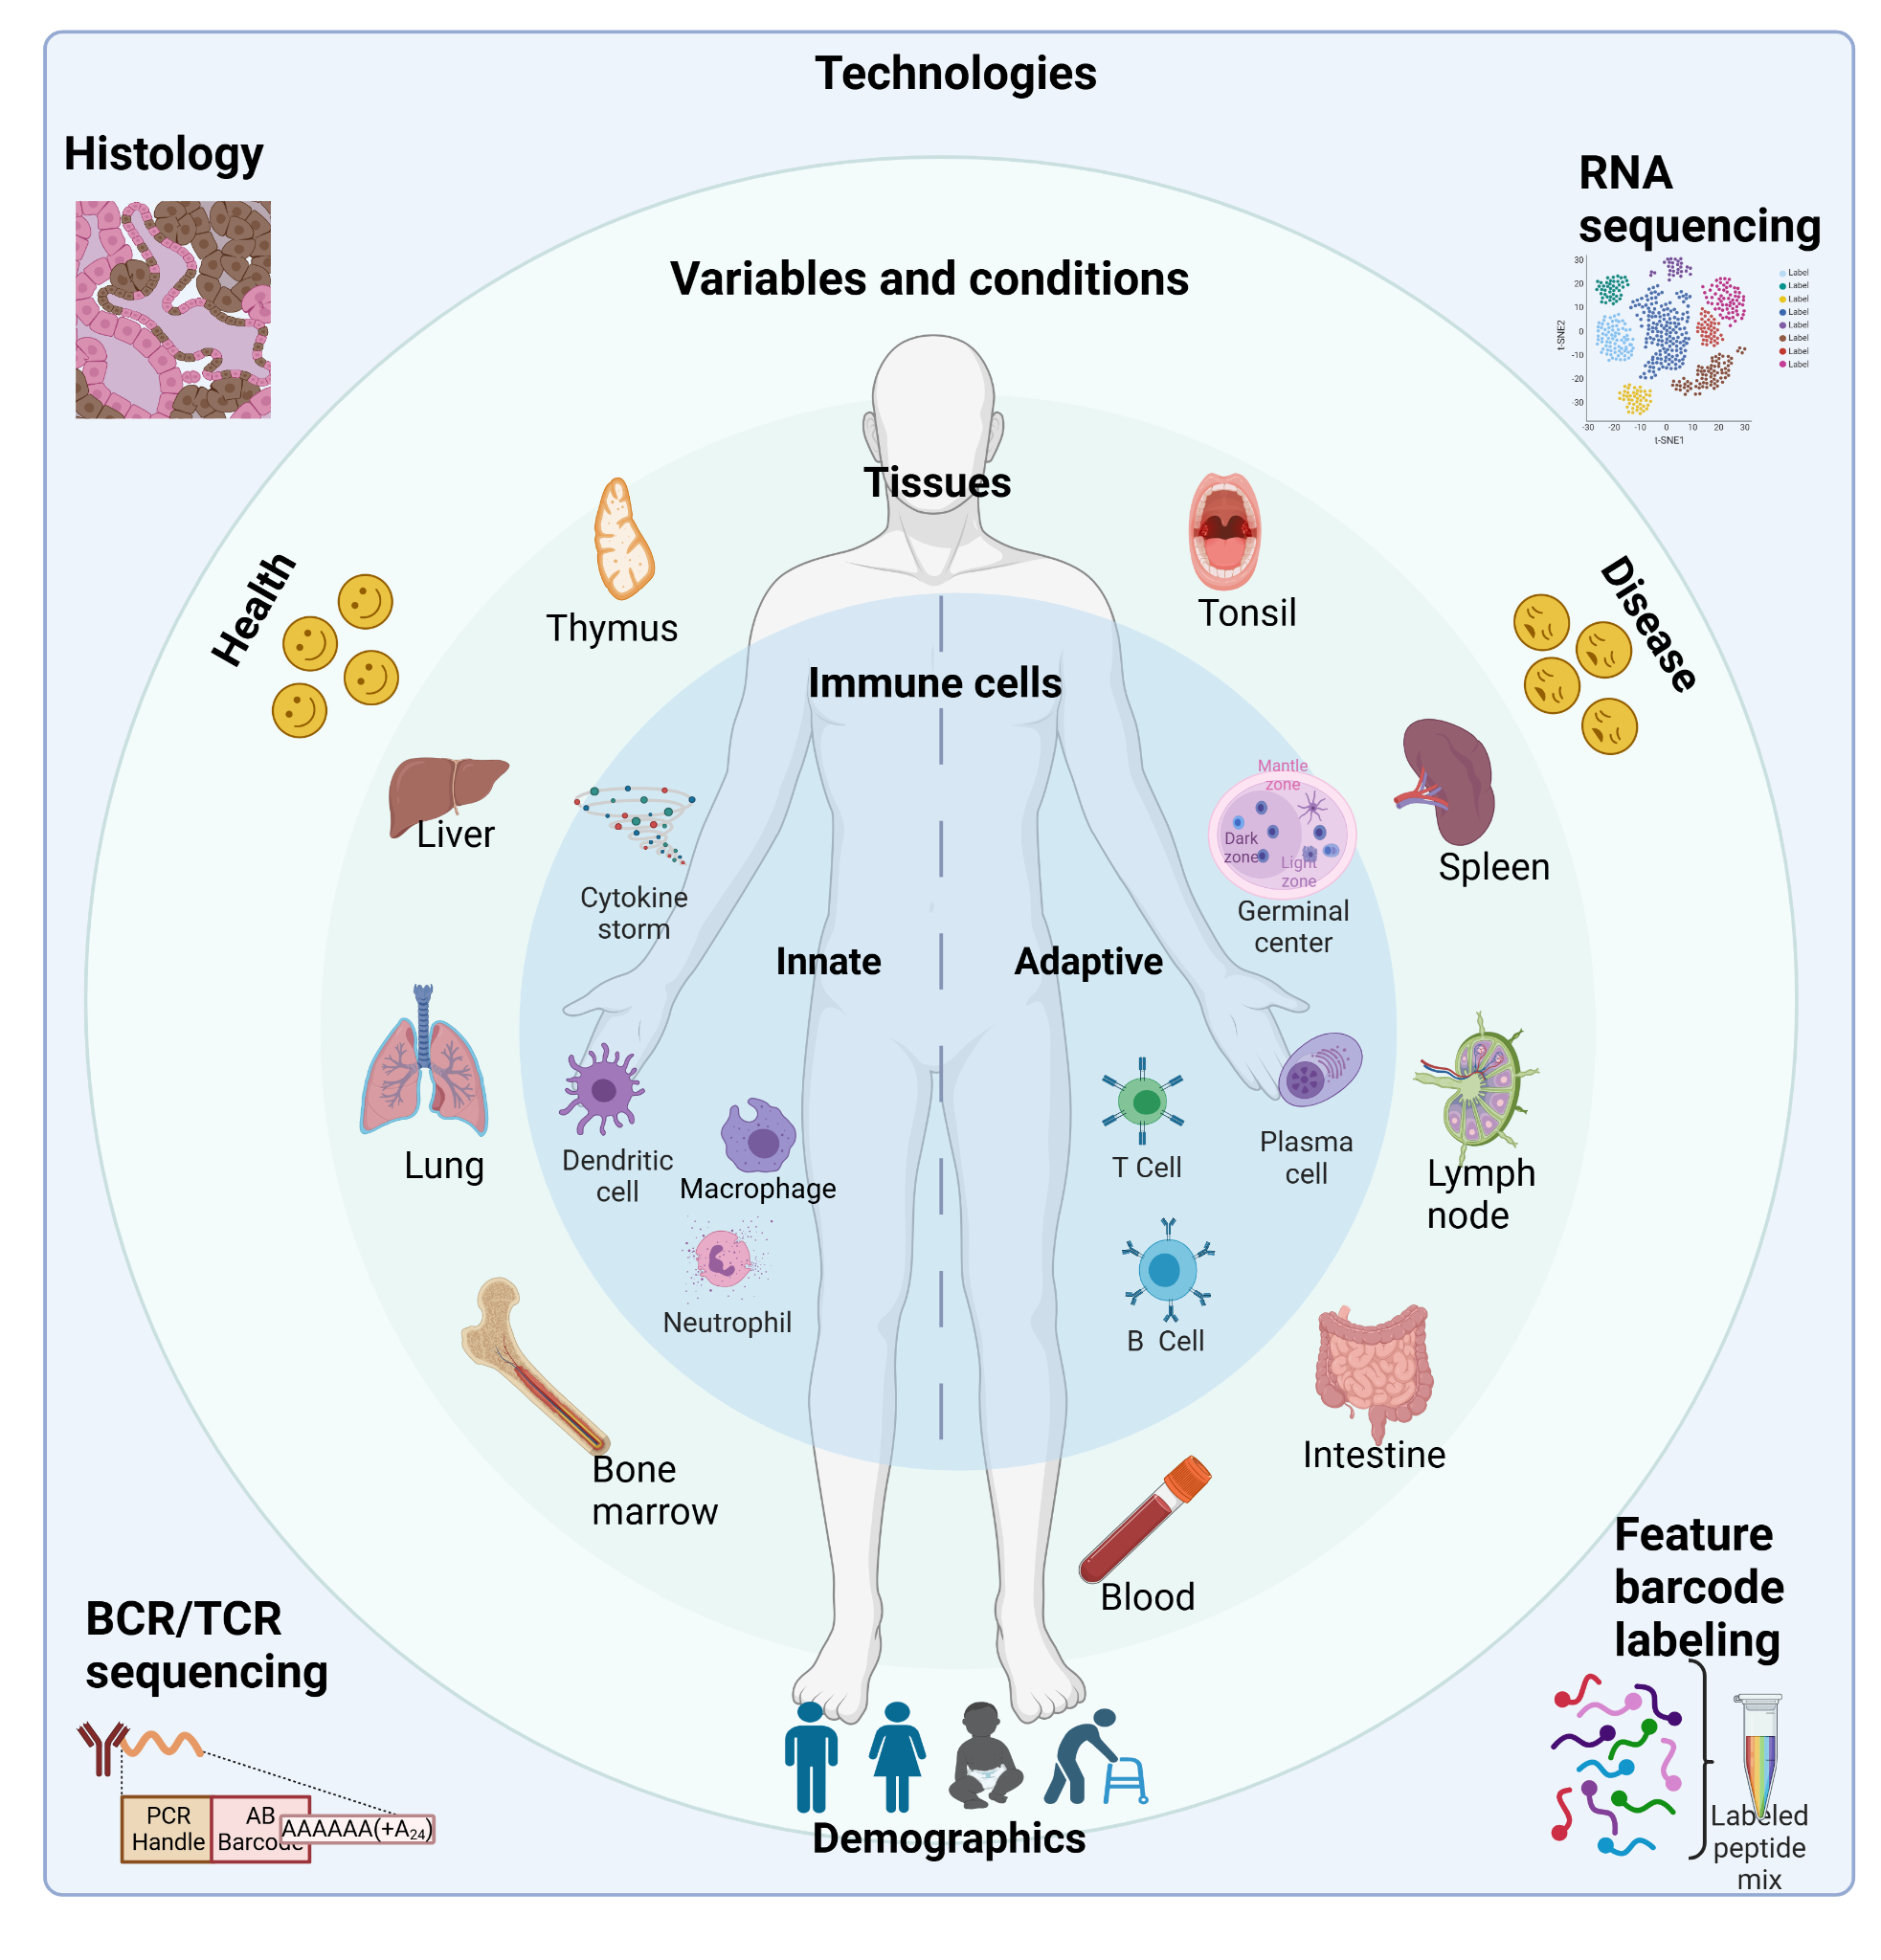 Technologies
Histology
RNA
sequencing
30
20
10
0
-10
-20
-30
t-SNE2
-30 -20 -10 0 10 20 30
t-SNE1
Label
Label
Label
Label
Label
Label
Label
Label
Variables and conditions
Health
Disease
Tissues
Thymus
Tonsil
Immune cells
Liver
Spleen
Cytokine
storm
Mantle
zone
Dark
zone
Light
zone
Germinal
center
Innate
Adaptive
Lung
Dendritic
cell
Macrophage
Neutrophil
T Cell
Plasma
cell
B Cell
Lymph
node
Bone
marrow
Intestine
Blood
BCR/TCR
sequencing
PCR
Handle
AB
Barcode
AAAAAA(+A₂₄)
Feature
barcode
labeling
Labeled
peptide
mix
Demographics